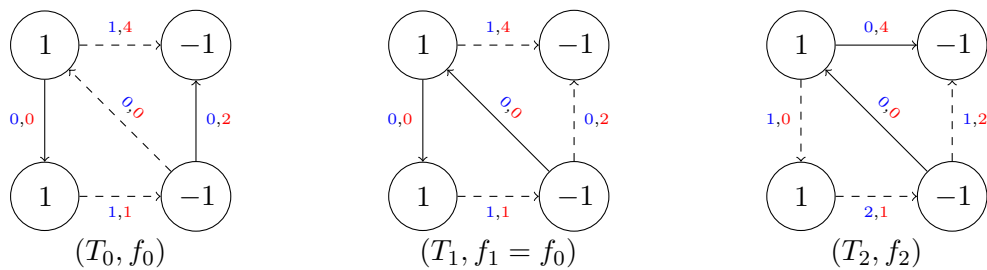 1 1,4 −1 1 1,4 −1 1 0,4 −1
0,0 0,0 0,2 0,0 0,0 0,2 1,0 0,0 1,2
1 1,1 −1 1 1,1 −1 1 2,1 −1
(T₀, f₀) (T₁, f₁ = f₀) (T₂, f₂)